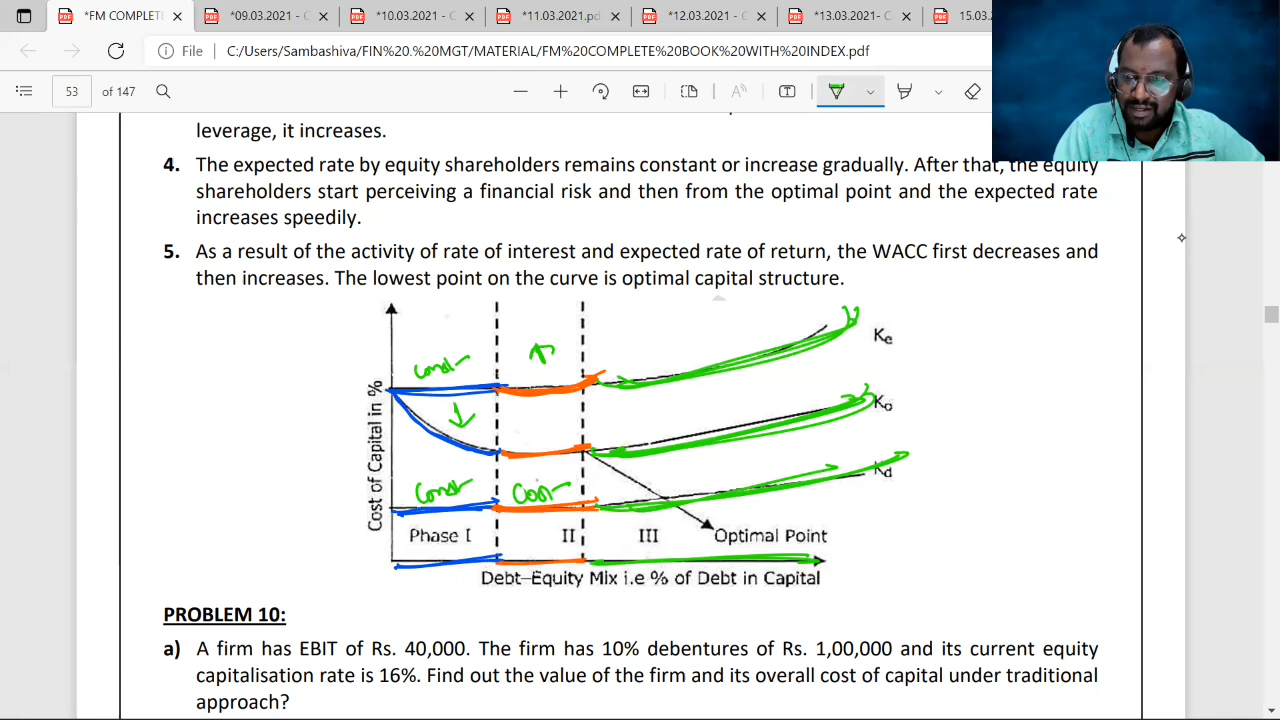 *FM COMPLET
*09.03.2021 - C
*10.03.2021 - C
*11.03.2021.pd
*12.03.2021 - C
*13.03.2021- C
15.03.
File
C:/Users/Sambashiva/FIN%20.%20MGT/MATERIAL/FM%20COMPLETE%20BOOK%20WITH%20INDEX.pdf
53 of 147
leverage, it increases.
4. The expected rate by equity shareholders remains constant or increase gradually. After that, the equity
shareholders start perceiving a financial risk and then from the optimal point and the expected rate
increases speedily.
5. As a result of the activity of rate of interest and expected rate of return, the WACC first decreases and
then increases. The lowest point on the curve is optimal capital structure.
Const
Ke
Ko
Kd
Const
Con
Cost of Capital in %
Phase I
II
III
Optimal Point
Debt–Equity Mix i.e % of Debt in Capital
PROBLEM 10:
a) A firm has EBIT of Rs. 40,000. The firm has 10% debentures of Rs. 1,00,000 and its current equity
capitalisation rate is 16%. Find out the value of the firm and its overall cost of capital under traditional
approach?